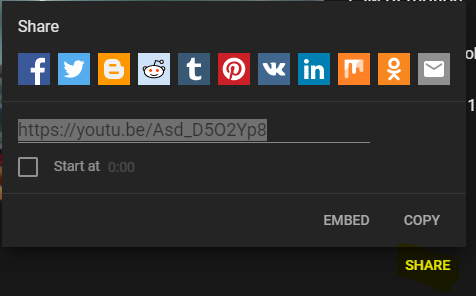 Share
https://youtu.be/Asd_D5O2Yp8
Start at 0:00
EMBED COPY
SHARE